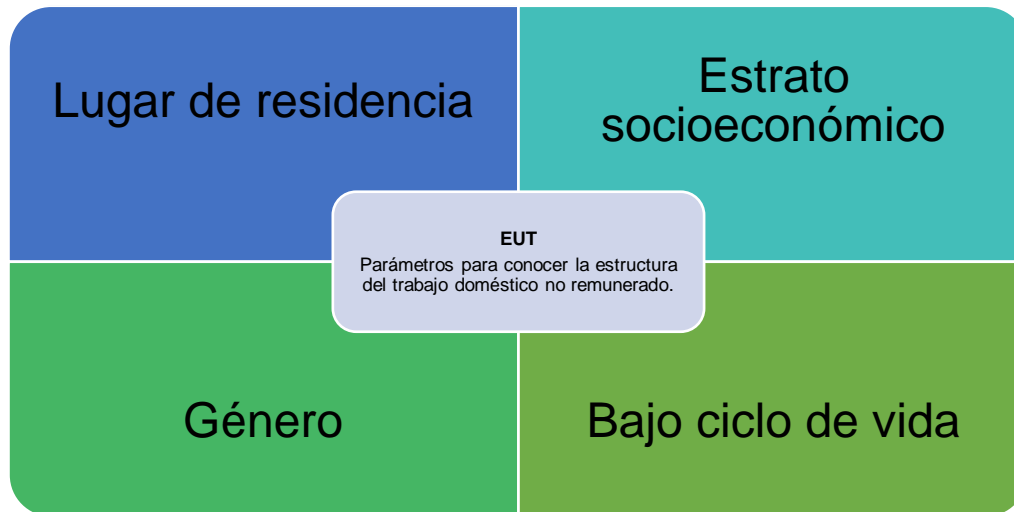 Lugar de residencia
Estrato
socioeconómico
EUT
Parámetros para conocer la estructura
del trabajo doméstico no remunerado.
Género
Bajo ciclo de vida